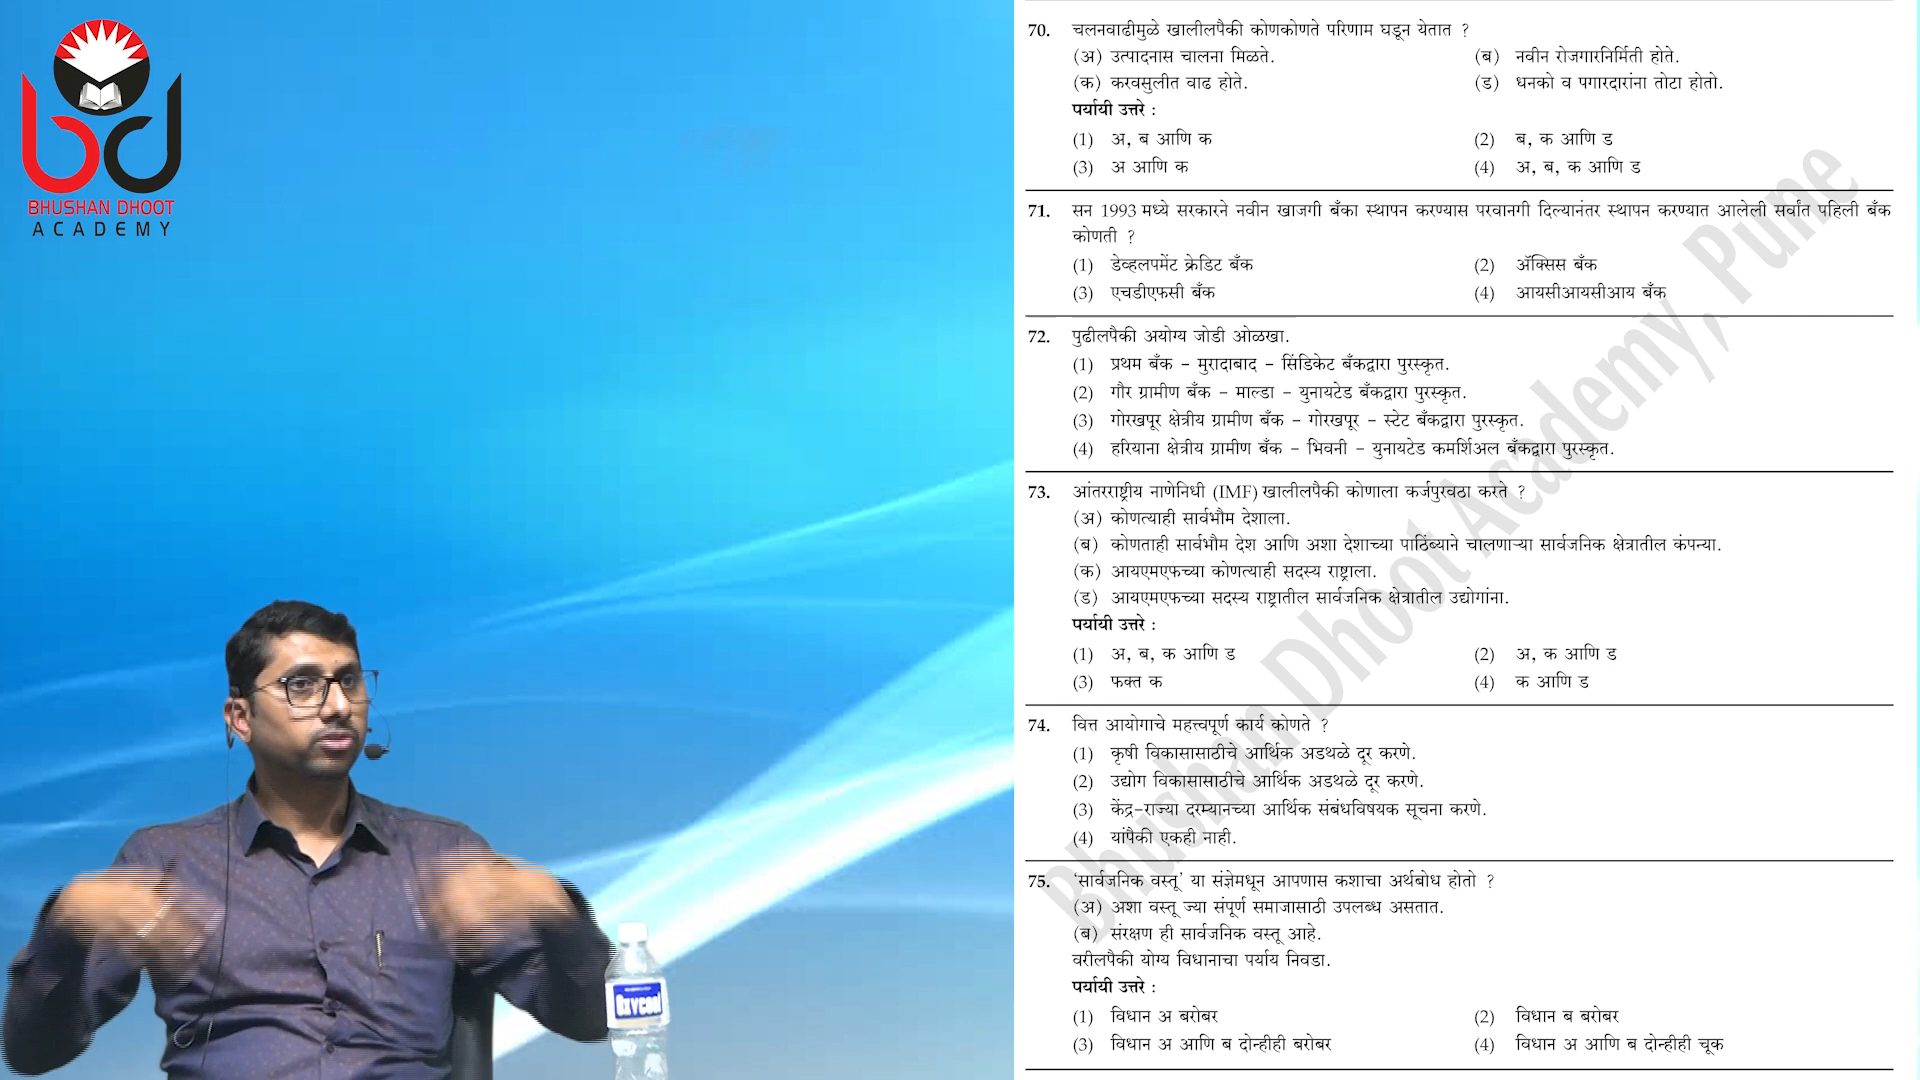 BHUSHAN DHOOT
ACADEMY
70. चलनवाढीमुळे खालीलपैकी कोणकोणते परिणाम घडून येतात ?
(अ) उत्पादनास चालना मिळते. (ब) नवीन रोजगारनिर्मिती होते.
(क) करवसुलीत वाढ होते. (ड) धनको व पगारदारांना तोटा होतो.
पर्यायी उत्तरे :
(1) अ, ब आणि क (2) ब, क आणि ड
(3) अ आणि क (4) अ, ब, क आणि ड
71. सन 1993 मध्ये सरकारने नवीन खाजगी बँका स्थापन करण्यास परवानगी दिल्यानंतर स्थापन करण्यात आलेली सर्वांत पहिली बँक
कोणती ?
(1) डेव्हलपमेंट क्रेडिट बँक (2) ॲक्सिस बँक
(3) एचडीएफसी बँक (4) आयसीआयसीआय बँक
72. पुढीलपैकी अयोग्य जोडी ओळखा.
(1) प्रथम बँक – मुरादाबाद – सिंडिकेट बँकद्वारा पुरस्कृत.
(2) गौर ग्रामीण बँक – माल्डा – युनायटेड बँकद्वारा पुरस्कृत.
(3) गोरखपूर क्षेत्रीय ग्रामीण बँक – गोरखपूर – स्टेट बँकद्वारा पुरस्कृत.
(4) हरियाना क्षेत्रीय ग्रामीण बँक – भिवनी – युनायटेड कमर्शिअल बँकद्वारा पुरस्कृत.
73. आंतरराष्ट्रीय नाणेनिधी (IMF) खालीलपैकी कोणाला कर्जपुरवठा करते ?
(अ) कोणत्याही सार्वभौम देशाला.
(ब) कोणताही सार्वभौम देश आणि अशा देशाच्या पाठिंब्याने चालणाऱ्या सार्वजनिक क्षेत्रातील कंपन्या.
(क) आयएमएफच्या कोणत्याही सदस्य राष्ट्राला.
(ड) आयएमएफच्या सदस्य राष्ट्रातील सार्वजनिक क्षेत्रातील उद्योगांना.
पर्यायी उत्तरे :
(1) अ, ब, क आणि ड (2) अ, क आणि ड
(3) फक्त क (4) क आणि ड
74. वित्त आयोगाचे महत्त्वपूर्ण कार्य कोणते ?
(1) कृषी विकासासाठीचे आर्थिक अडथळे दूर करणे.
(2) उद्योग विकासासाठीचे आर्थिक अडथळे दूर करणे.
(3) केंद्र–राज्या दरम्यानच्या आर्थिक संबंधविषयक सूचना करणे.
(4) यांपैकी एकही नाही.
75. ‘सार्वजनिक वस्तू’ या संज्ञेमधून आपणास कशाचा अर्थबोध होतो ?
(अ) अशा वस्तू ज्या संपूर्ण समाजासाठी उपलब्ध असतात.
(ब) संरक्षण ही सार्वजनिक वस्तू आहे.
वरीलपैकी योग्य विधानाचा पर्याय निवडा.
पर्यायी उत्तरे :
(1) विधान अ बरोबर (2) विधान ब बरोबर
(3) विधान अ आणि ब दोन्हीही बरोबर (4) विधान अ आणि ब दोन्हीही चूक
Bhushan Dhoot Academy, Pune
Oxycool